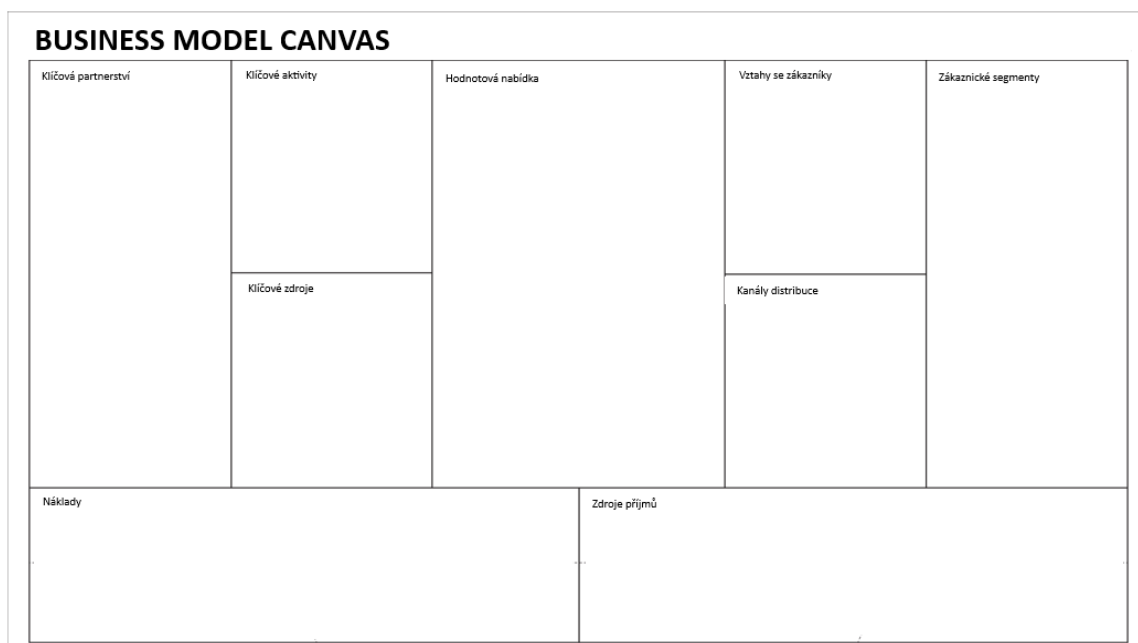 BUSINESS MODEL CANVAS
Klíčová partnerství
Klíčové aktivity
Hodnotová nabídka
Vztahy se zákazníky
Zákaznické segmenty
Klíčové zdroje
Kanály distribuce
Náklady
Zdroje příjmů